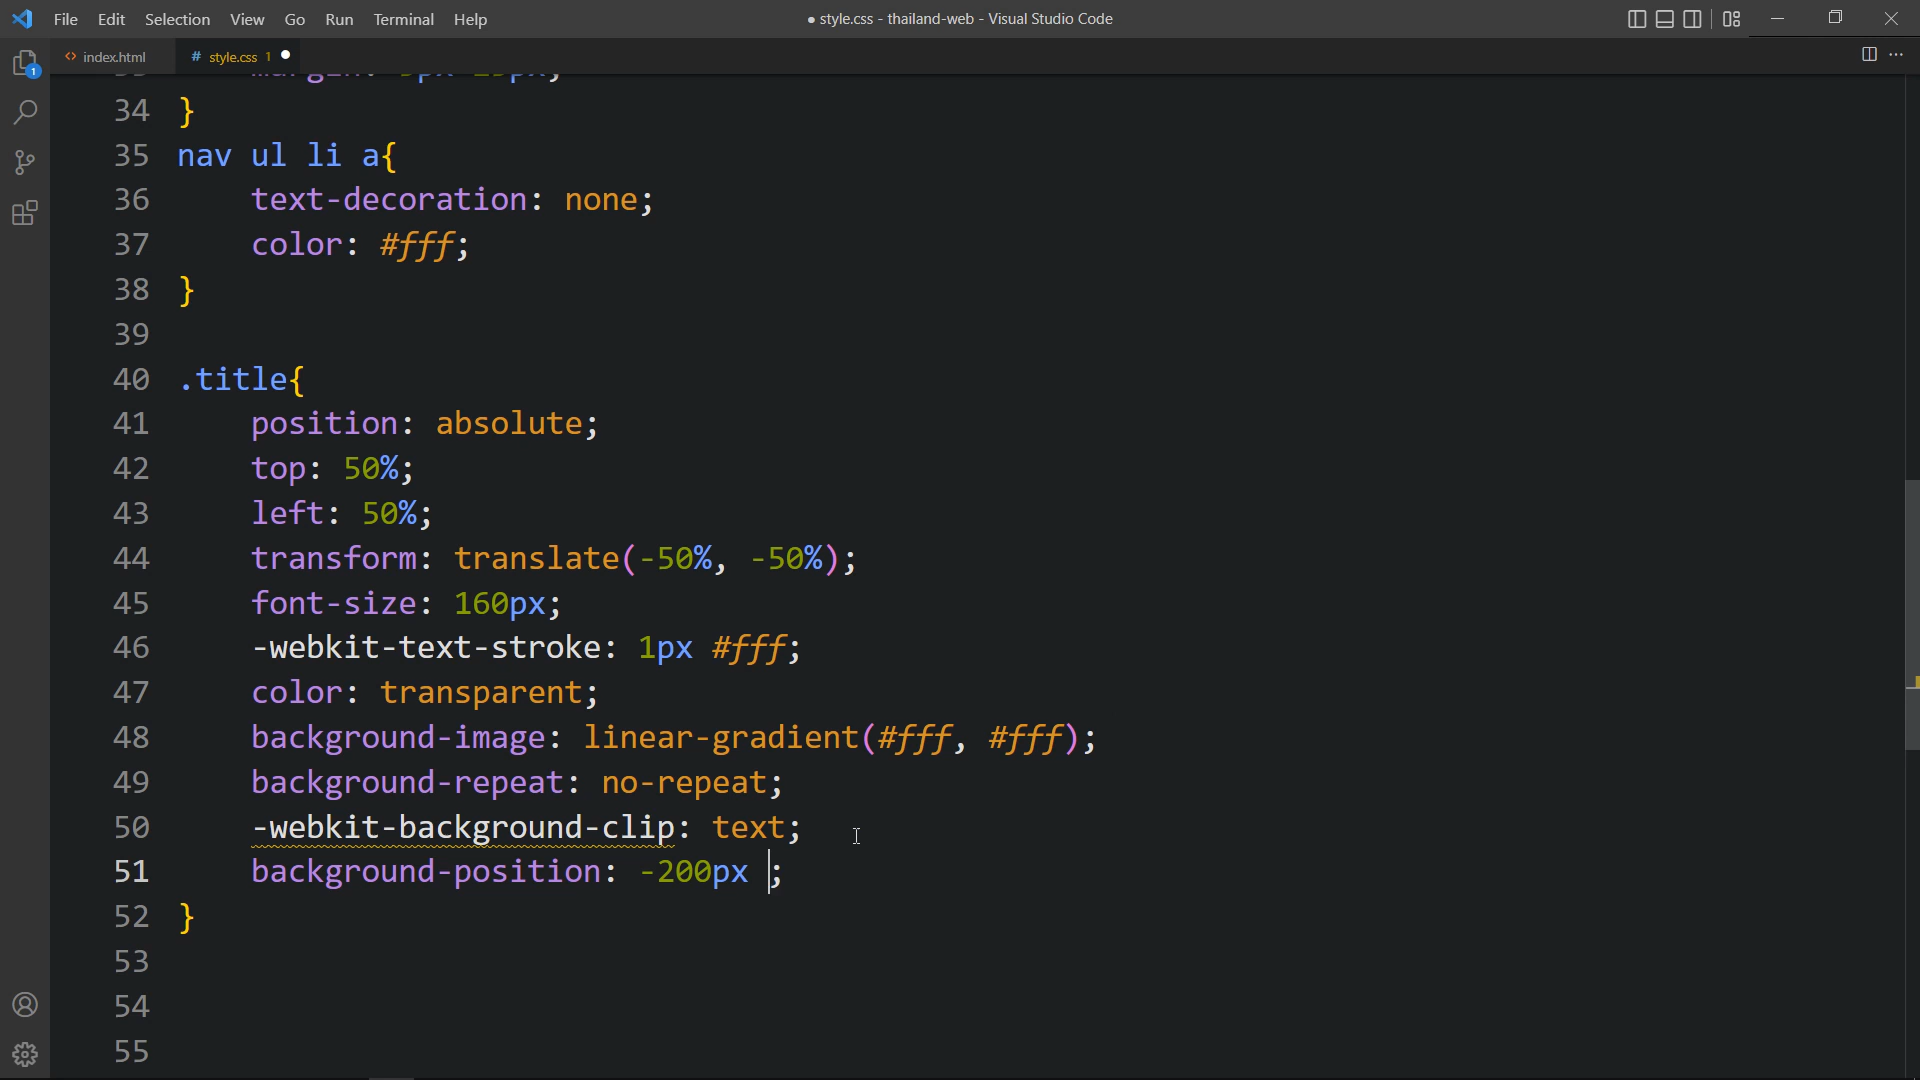 File Edit Selection View Go Run Terminal Help
● style.css - thailand-web - Visual Studio Code
<> index.html
# style.css 1 ●
1
34 }
35 nav ul li a{
36 text-decoration: none;
37 color: #fff;
38 }
39
40 .title{
41 position: absolute;
42 top: 50%;
43 left: 50%;
44 transform: translate(-50%, -50%);
45 font-size: 160px;
46 -webkit-text-stroke: 1px #fff;
47 color: transparent;
48 background-image: linear-gradient(#fff, #fff);
49 background-repeat: no-repeat;
50 -webkit-background-clip: text;
51 background-position: -200px ;
52 }
53
54
55